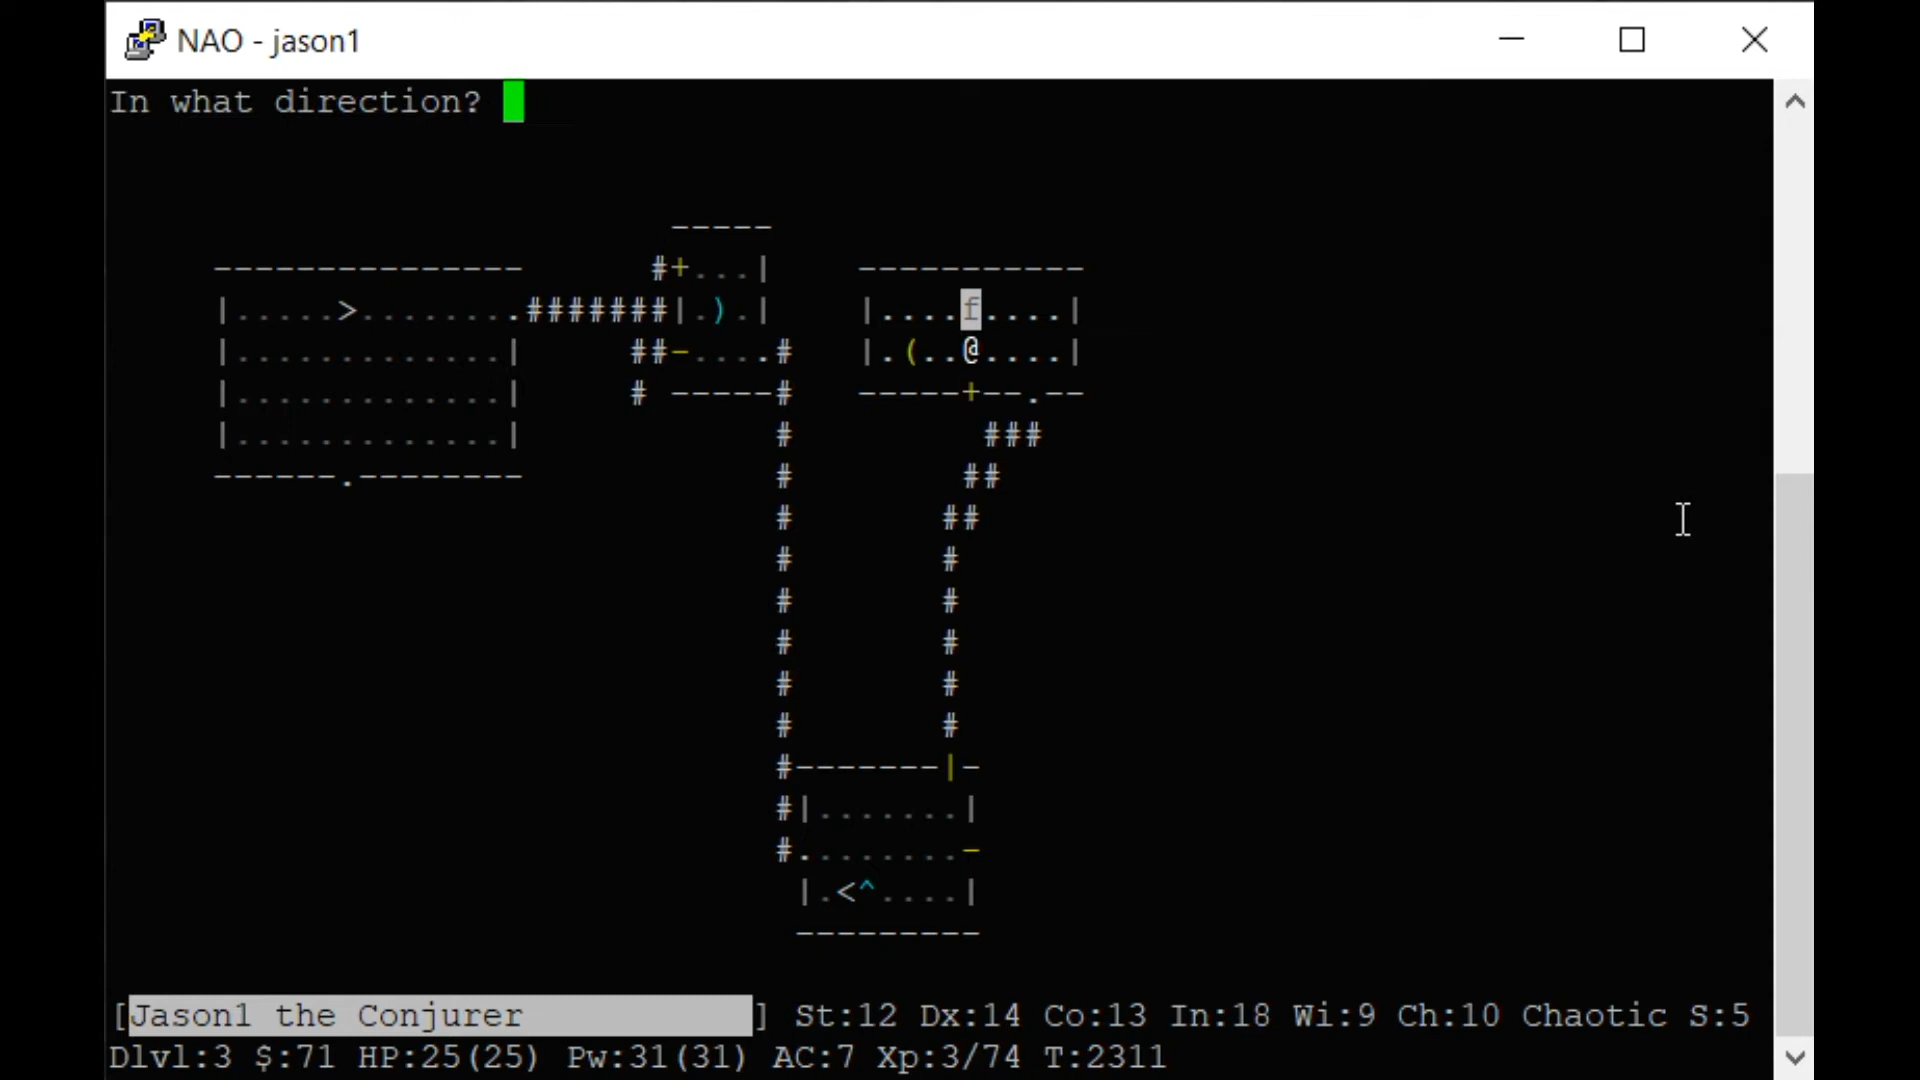 NAO - jason1
In what direction?
-----
--------------- #+...| -----------
|.....>.........#######|.).| |....f....|
|.............| ##-.....# |.(..@....|
|.............| # -----# -----+--.--
|.............| # ###
------.-------- # ##
# ##
# #
# #
# #
# #
# #
#-------|-
#|.......|
#........-
|.<^....|
---------
[Jason1 the Conjurer ] St:12 Dx:14 Co:13 In:18 Wi:9 Ch:10 Chaotic S:5
Dlvl:3 $:71 HP:25(25) Pw:31(31) AC:7 Xp:3/74 T:2311